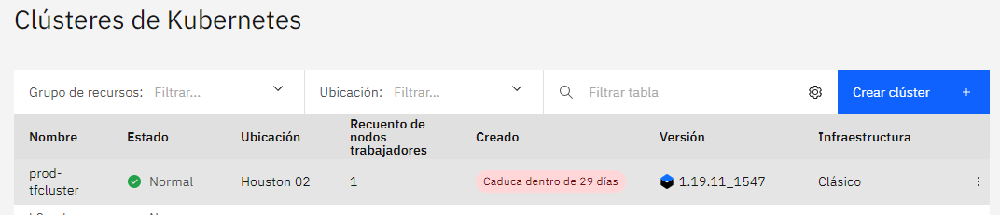 Clústeres de Kubernetes
Grupo de recursos: Filtrar... Ubicación: Filtrar... Filtrar tabla Crear clúster +
Nombre Estado Ubicación Recuento de nodos trabajadores Creado Versión Infraestructura
prod-tfcluster Normal Houston 02 1 Caduca dentro de 29 días 1.19.11_1547 Clásico